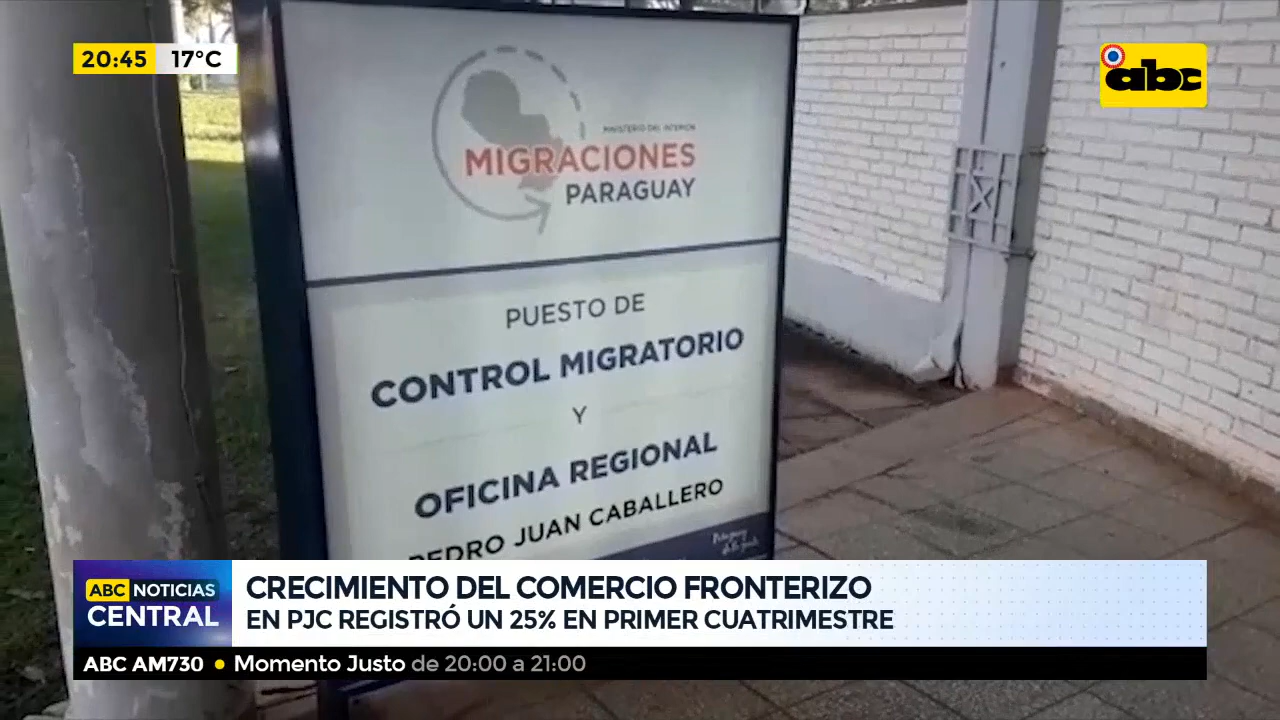 20:45 17°C
abc
MINISTERIO DEL INTERIOR
MIGRACIONES
PARAGUAY
PUESTO DE
CONTROL MIGRATORIO
Y
OFICINA REGIONAL
PEDRO JUAN CABALLERO
ABC NOTICIAS
CENTRAL
CRECIMIENTO DEL COMERCIO FRONTERIZO
EN PJC REGISTRÓ UN 25% EN PRIMER CUATRIMESTRE
ABC AM730 • Momento Justo de 20:00 a 21:00